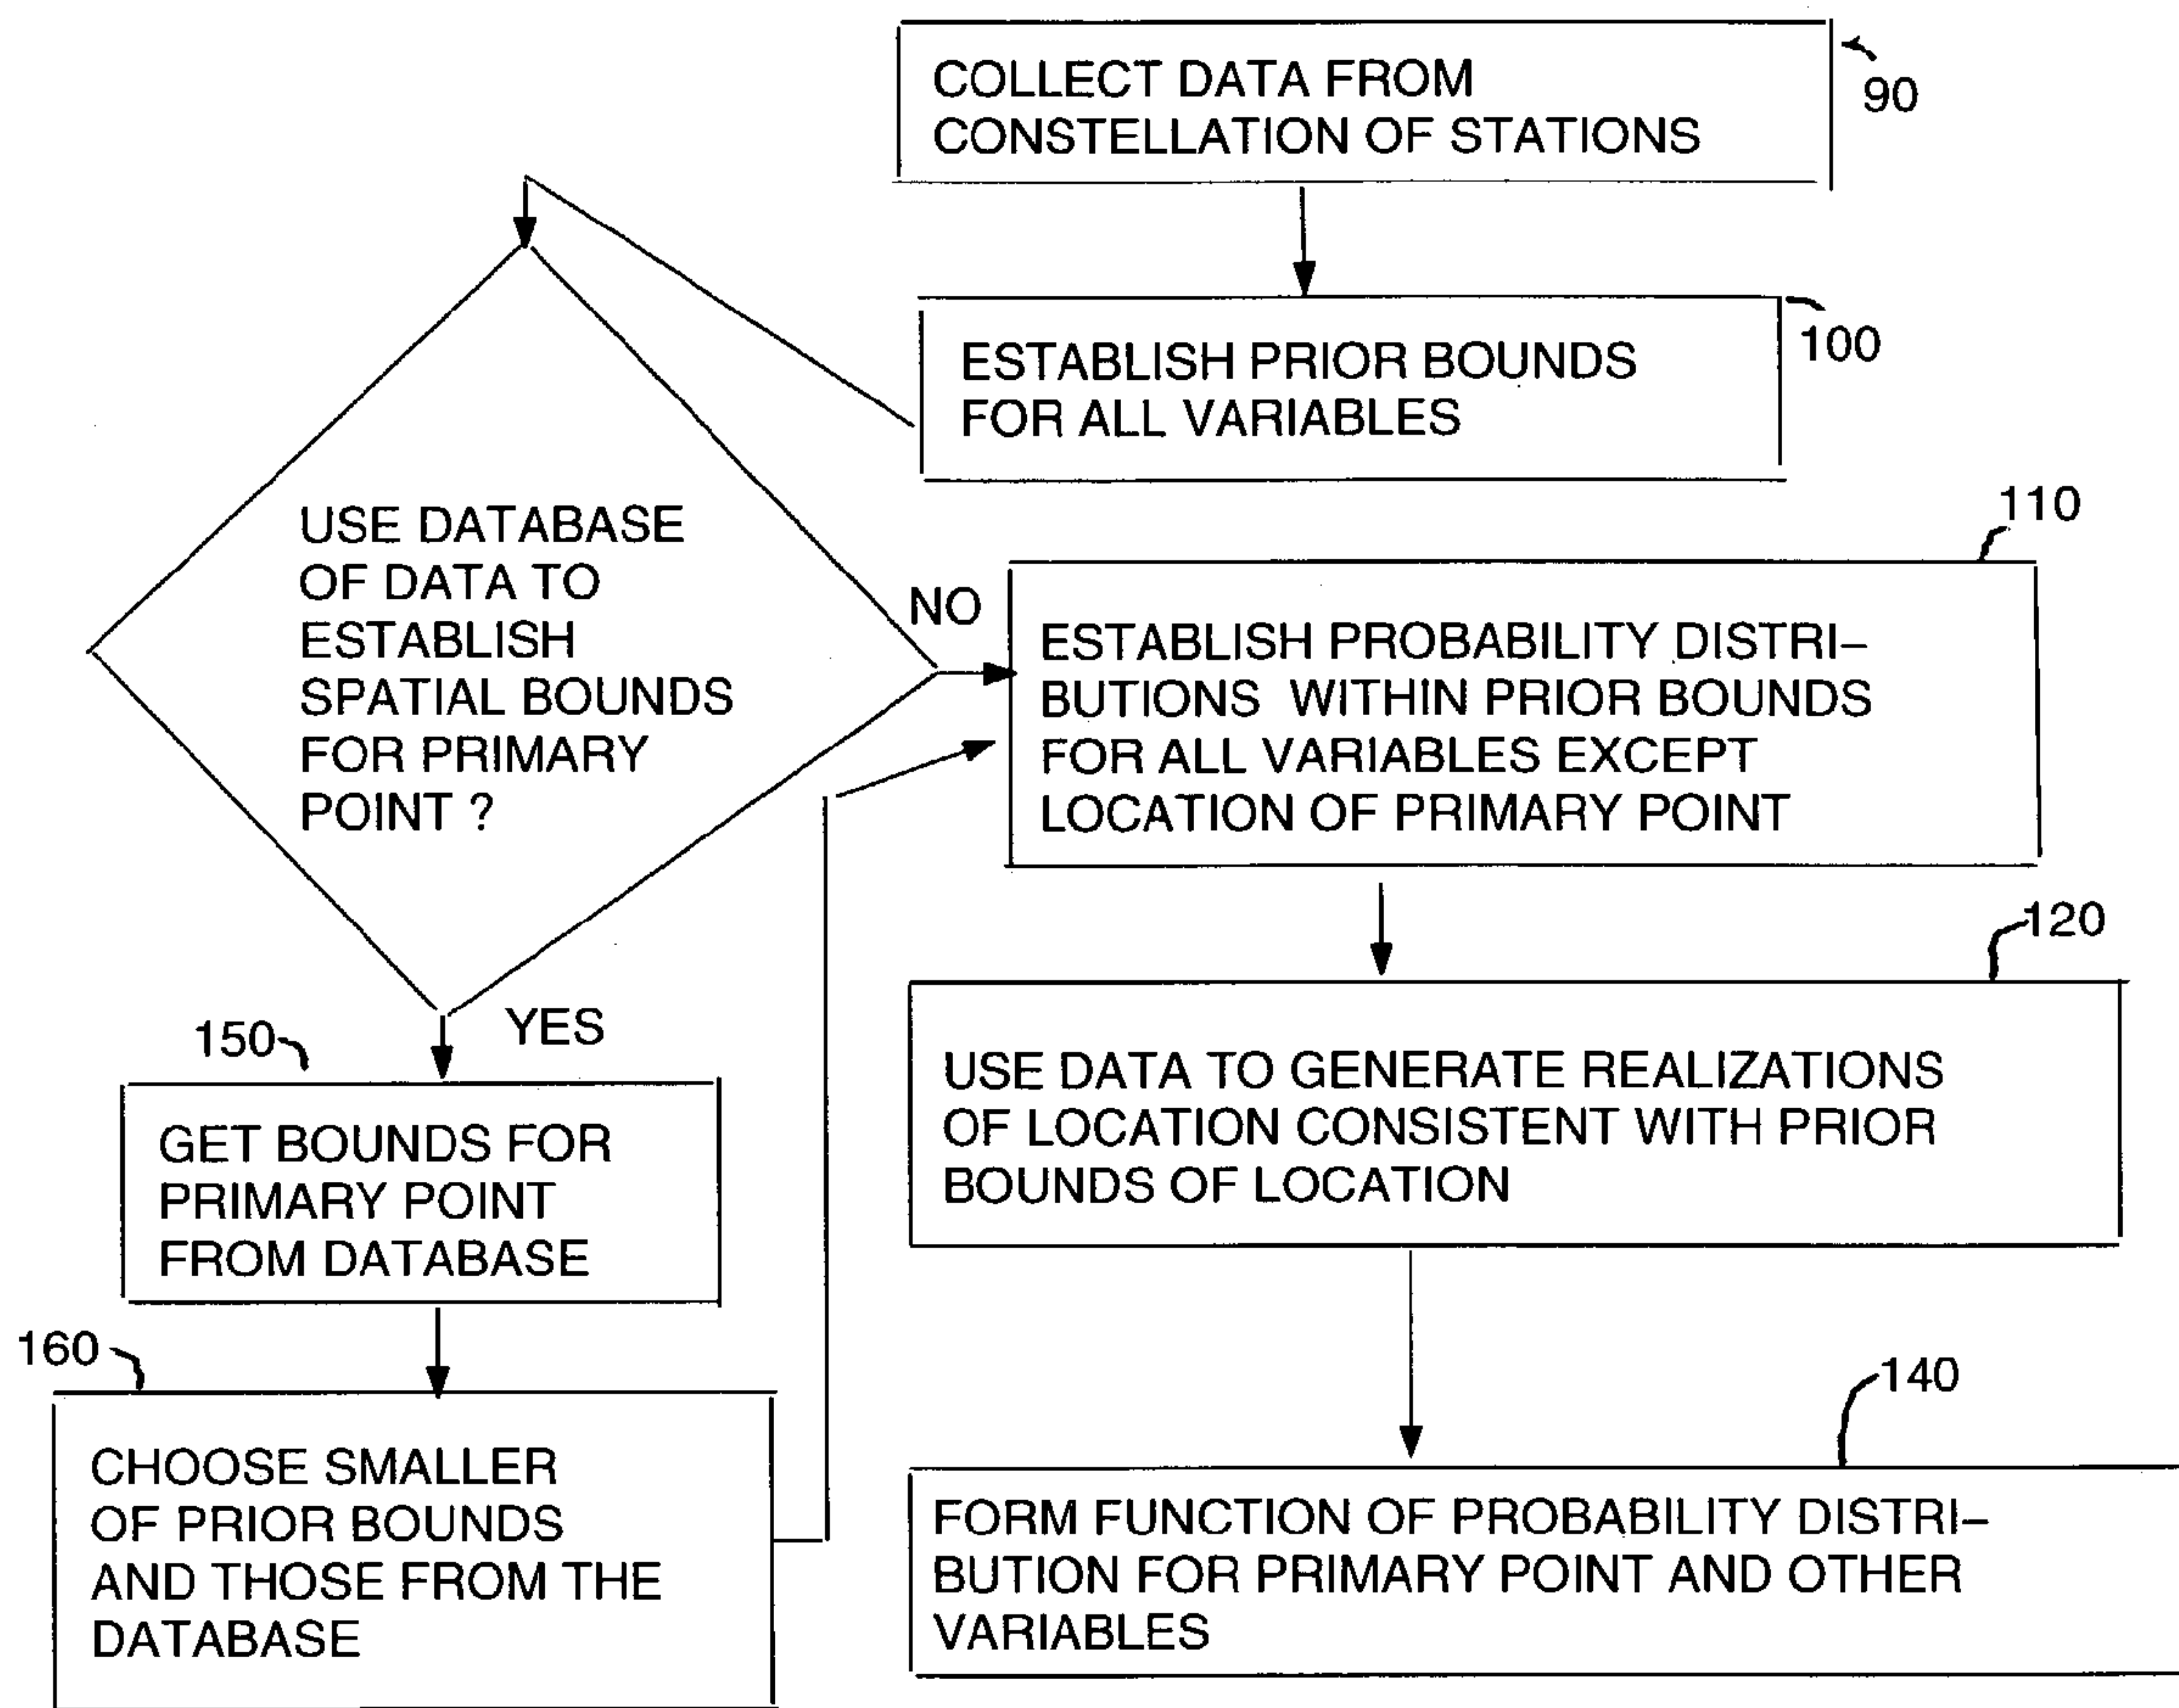 COLLECT DATA FROM
CONSTELLATION OF STATIONS
90
ESTABLISH PRIOR BOUNDS
FOR ALL VARIABLES
100
USE DATABASE
OF DATA TO
ESTABLISH
SPATIAL BOUNDS
FOR PRIMARY
POINT ?
NO
110
ESTABLISH PROBABILITY DISTRI–
BUTIONS WITHIN PRIOR BOUNDS
FOR ALL VARIABLES EXCEPT
LOCATION OF PRIMARY POINT
120
USE DATA TO GENERATE REALIZATIONS
OF LOCATION CONSISTENT WITH PRIOR
BOUNDS OF LOCATION
YES
150
GET BOUNDS FOR
PRIMARY POINT
FROM DATABASE
160
CHOOSE SMALLER
OF PRIOR BOUNDS
AND THOSE FROM THE
DATABASE
140
FORM FUNCTION OF PROBABILITY DISTRI–
BUTION FOR PRIMARY POINT AND OTHER
VARIABLES